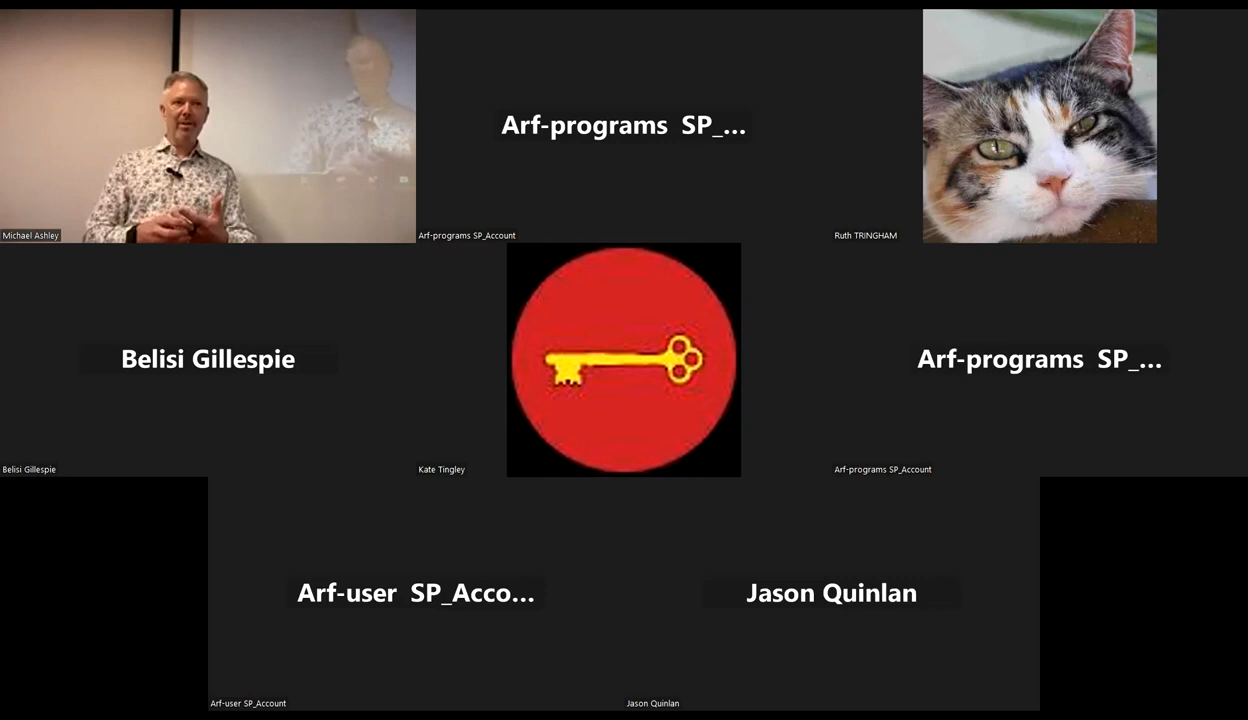 Arf-programs SP_...
Michael Ashley
Arf-programs SP_Account
Ruth TRINGHAM
Belisi Gillespie
Arf-programs SP_...
Belisi Gillespie
Kate Tingley
Arf-programs SP_Account
Arf-user SP_Acco...
Jason Quinlan
Arf-user SP_Account
Jason Quinlan